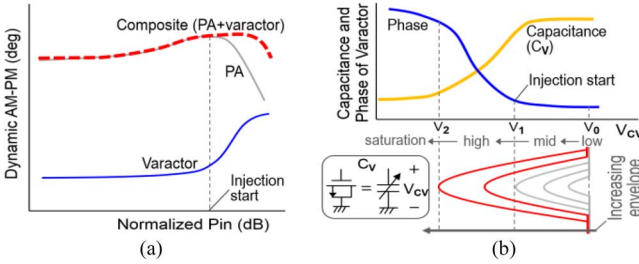 Dynamic AM-PM (deg)
Composite (PA+varactor)
PA
Varactor
Injection
start
Normalized Pin (dB)
(a)
Capacitance and
Phase of Varactor
Phase
Capacitance
(CV)
Injection start
V2
V1
V0
VCV
saturation
high
mid
low
CV
=
+
VCV
−
Increasing
envelope
(b)